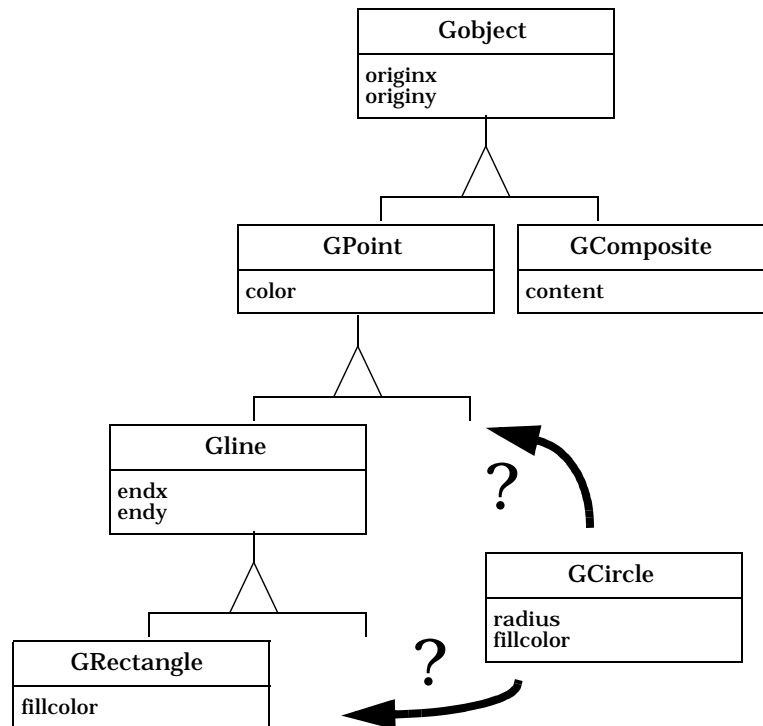 Gobject
originx
originy
GPoint
GComposite
color
content
Gline
endx
endy
?
GCircle
radius
fillcolor
GRectangle
?
fillcolor